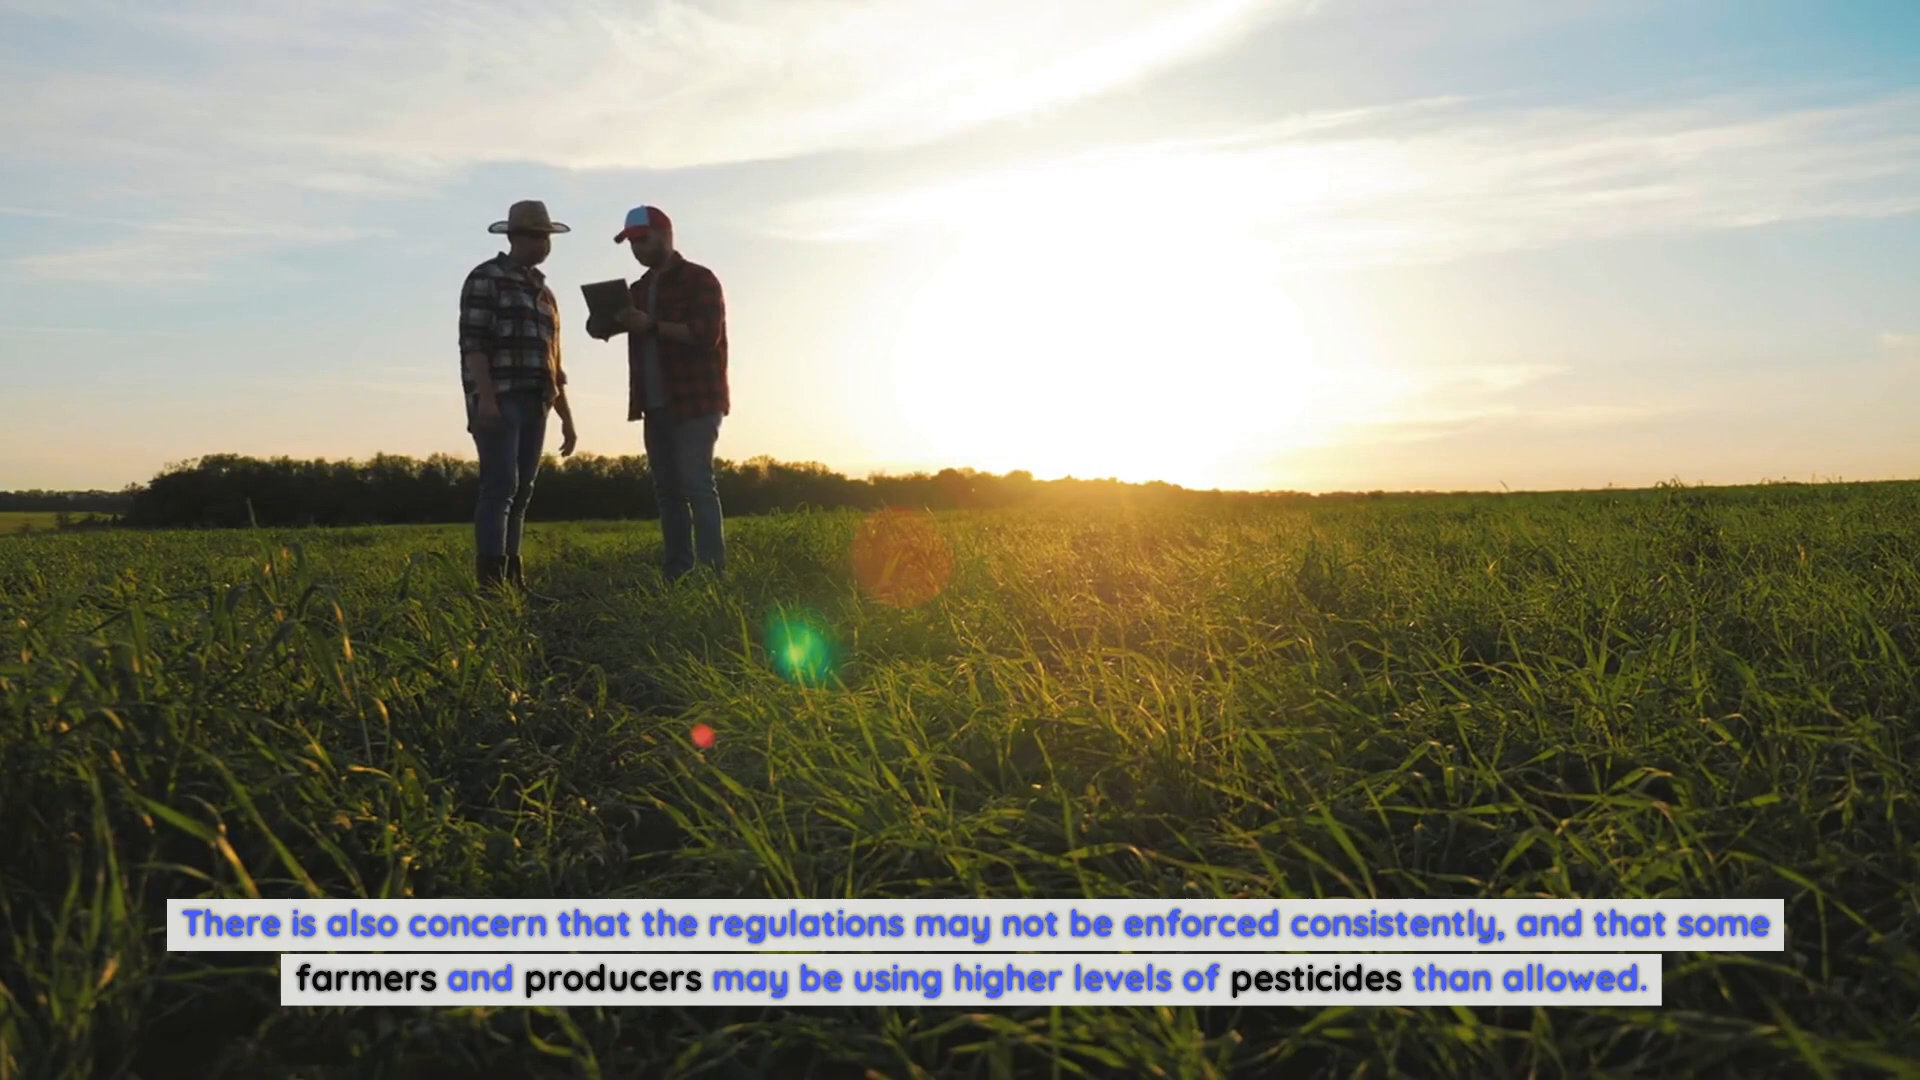 There is also concern that the regulations may not be enforced consistently, and that some
farmers and producers may be using higher levels of pesticides than allowed.